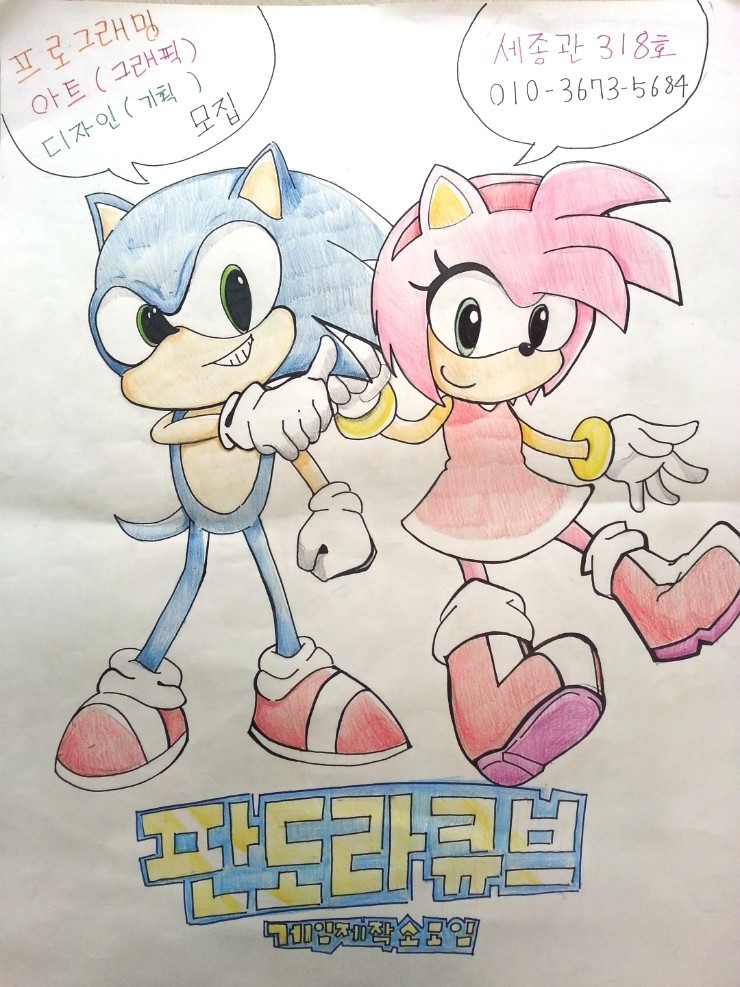 프로그래밍
아트(그래픽)
디자인(기획)
모집
세종관 318호
010-3673-5684
판도라큐브
게임제작소모임